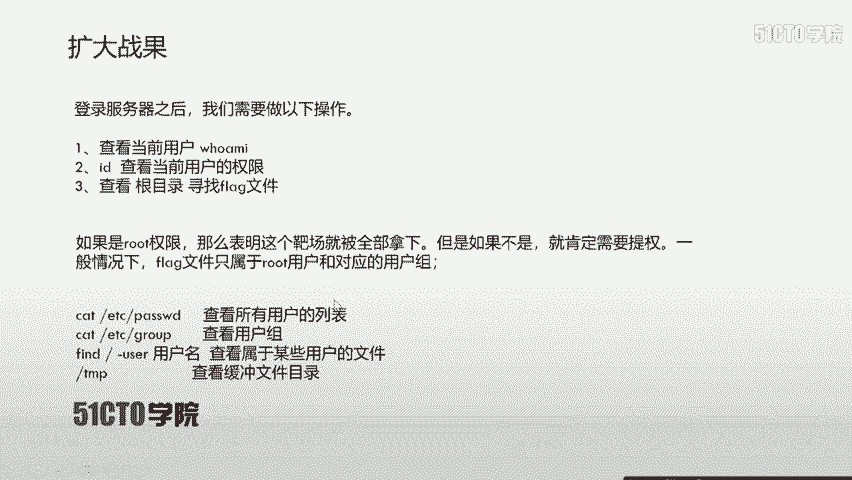 51CTO学院
扩大战果
登录服务器之后，我们需要做以下操作。
1、查看当前用户 whoami
2、id 查看当前用户的权限
3、查看 根目录 寻找flag文件
如果是root权限，那么表明这个靶场就被全部拿下。但是如果不是，就肯定需要提权。一
般情况下，flag文件只属于root用户和对应的用户组；
cat /etc/passwd 查看所有用户的列表
cat /etc/group 查看用户组
find / -user 用户名 查看属于某些用户的文件
/tmp 查看缓冲文件目录
51CTO学院